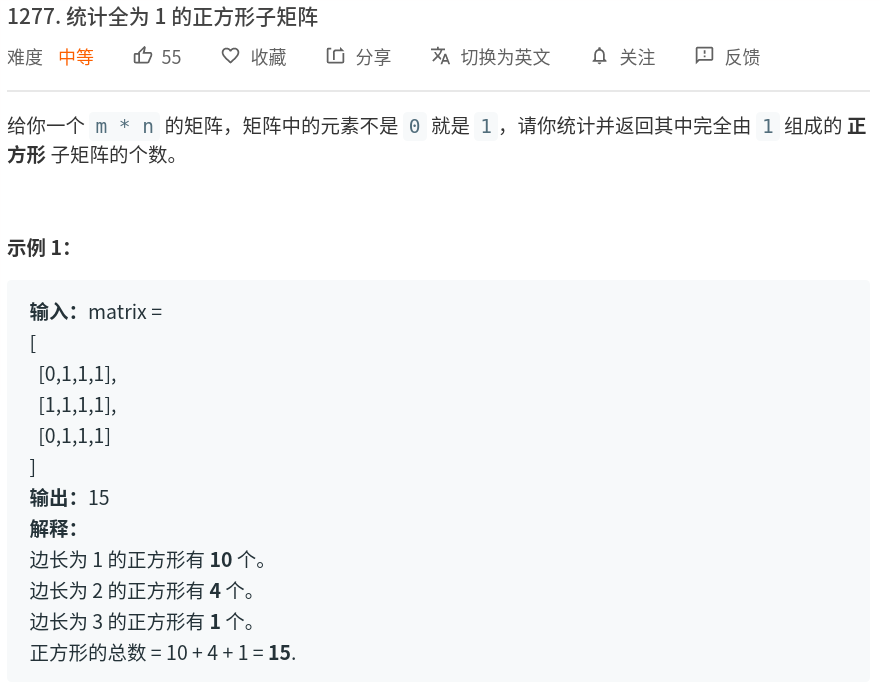 1277. 统计全为 1 的正方形子矩阵
难度 中等 55 收藏 分享 切换为英文 关注 反馈
给你一个 m * n 的矩阵，矩阵中的元素不是 0 就是 1，请你统计并返回其中完全由 1 组成的 正
方形 子矩阵的个数。
示例 1：
输入：matrix =
[
[0,1,1,1],
[1,1,1,1],
[0,1,1,1]
]
输出：15
解释：
边长为 1 的正方形有 10 个。
边长为 2 的正方形有 4 个。
边长为 3 的正方形有 1 个。
正方形的总数 = 10 + 4 + 1 = 15.